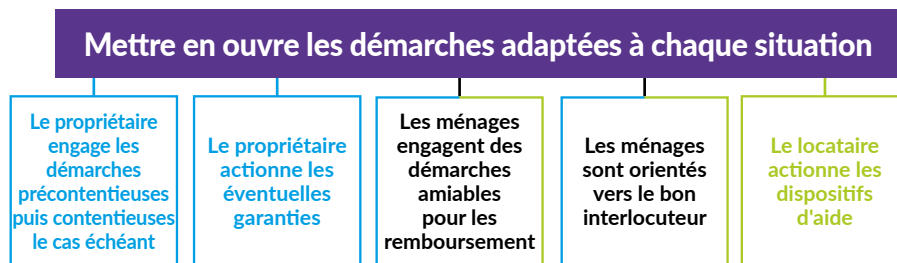 Mettre en ouvre les démarches adaptées à chaque situation
Le propriétaire
engage les
démarches
précontentieuses
puis contentieuses
le cas échéant
Le propriétaire
actionne les
éventuelles
garanties
Les ménages
engagent des
démarches
amiables
pour les
remboursement
Les ménages
sont orientés
vers le bon
interlocuteur
Le locataire
actionne les
dispositifs
d'aide